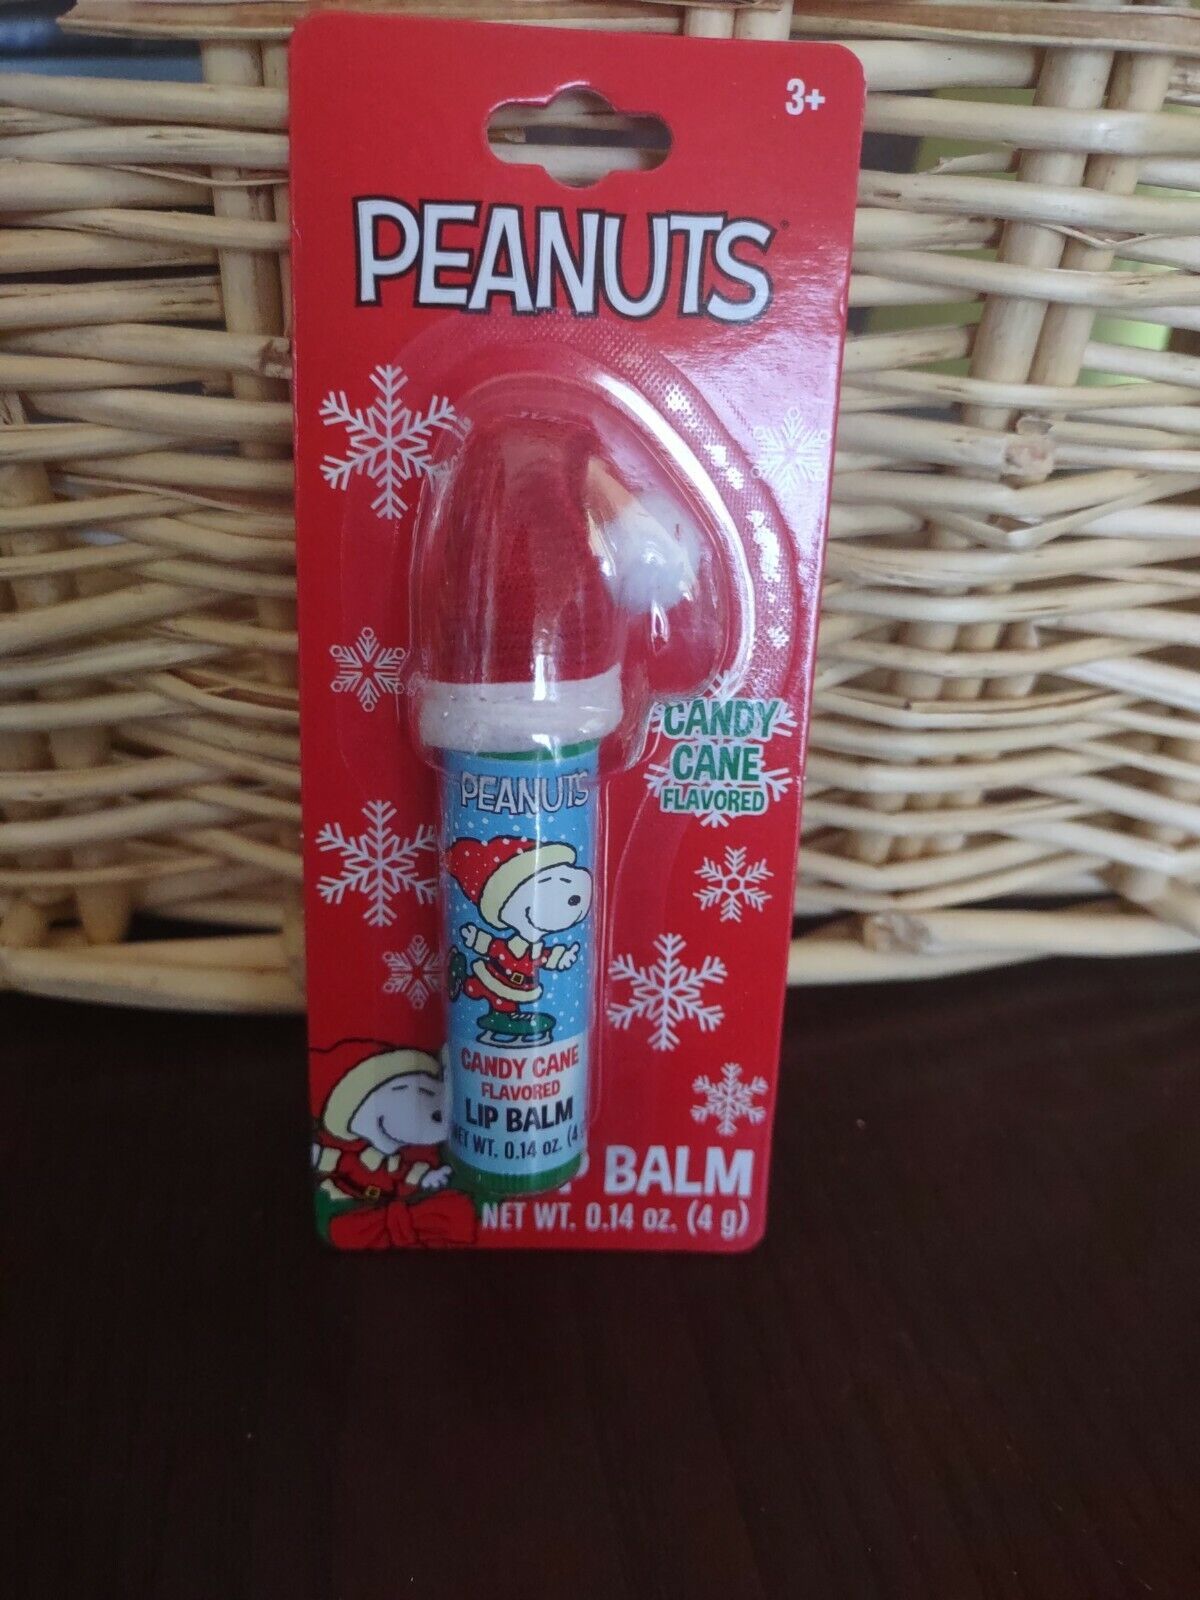 3+
PEANUTS
CANDY
CANE
FLAVORED
PEANUTS
CANDY CANE
FLAVORED
LIP BALM
WT. 0.14 oz. (4
BALM
NET WT. 0.14 oz. (4 g)